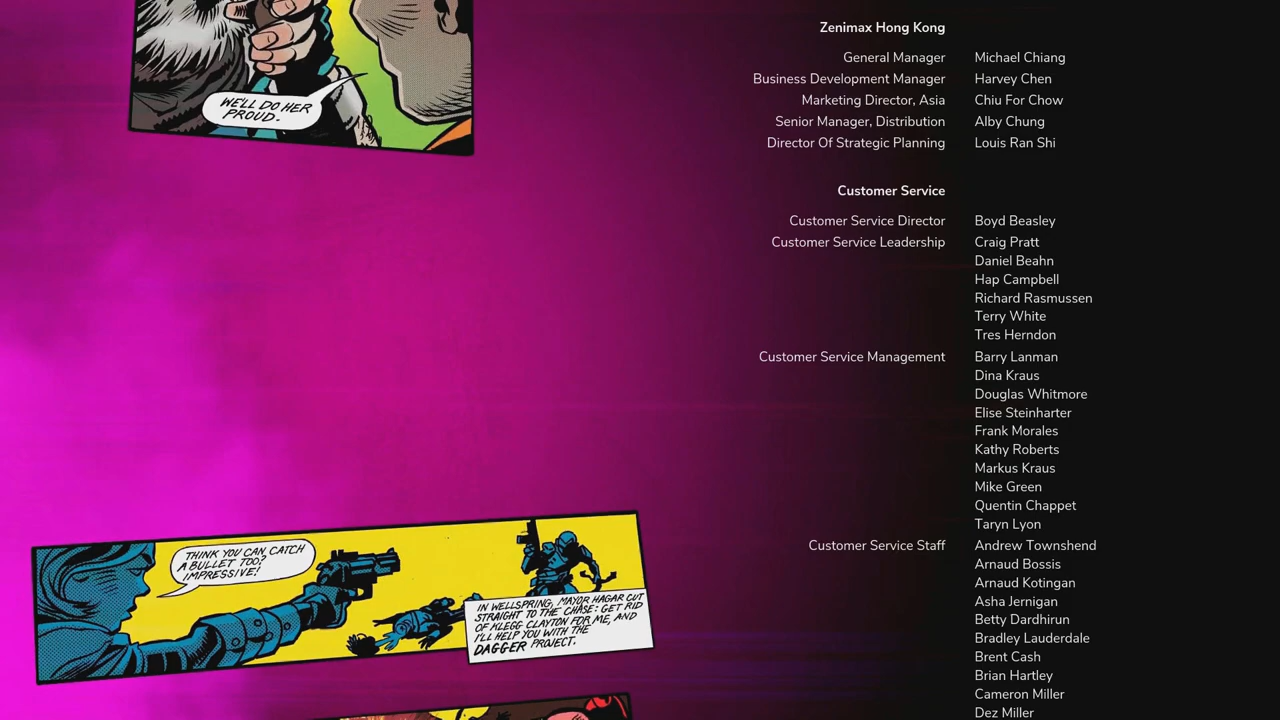 WE'LL DO HER
PROUD.
THINK YOU CAN CATCH
A BULLET TOO?
IMPRESSIVE!
IN WELLSPRING, MAYOR HAGAR CUT
STRAIGHT TO THE CHASE: GET RID
OF KLEGG CLAYTON FOR ME, AND
I'LL HELP YOU WITH THE
DAGGER PROJECT.
Zenimax Hong Kong
General Manager Michael Chiang
Business Development Manager Harvey Chen
Marketing Director, Asia Chiu For Chow
Senior Manager, Distribution Alby Chung
Director Of Strategic Planning Louis Ran Shi
Customer Service
Customer Service Director Boyd Beasley
Customer Service Leadership Craig Pratt
Daniel Beahn
Hap Campbell
Richard Rasmussen
Terry White
Tres Herndon
Customer Service Management Barry Lanman
Dina Kraus
Douglas Whitmore
Elise Steinharter
Frank Morales
Kathy Roberts
Markus Kraus
Mike Green
Quentin Chappet
Taryn Lyon
Customer Service Staff Andrew Townshend
Arnaud Bossis
Arnaud Kotingan
Asha Jernigan
Betty Dardhirun
Bradley Lauderdale
Brent Cash
Brian Hartley
Cameron Miller
Dez Miller